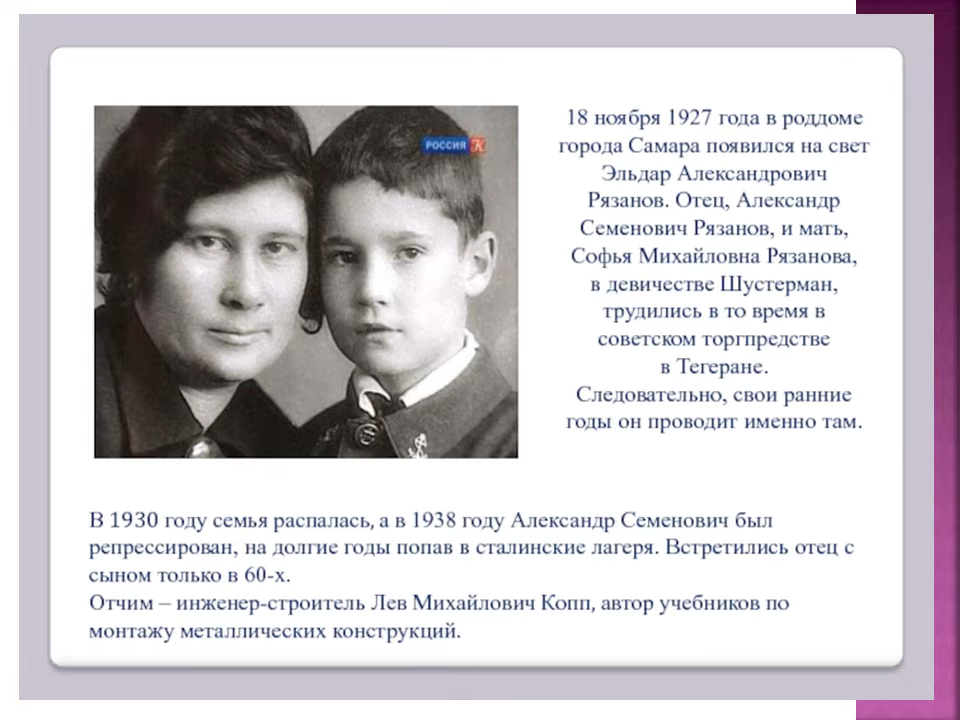 РОССИЯ К
18 ноября 1927 года в роддоме
города Самара появился на свет
Эльдар Александрович
Рязанов. Отец, Александр
Семенович Рязанов, и мать,
Софья Михайловна Рязанова,
в девичестве Шустерман,
трудились в то время в
советском торгпредстве
в Тегеране.
Следовательно, свои ранние
годы он проводит именно там.
В 1930 году семья распалась, а в 1938 году Александр Семенович был
репрессирован, на долгие годы попав в сталинские лагеря. Встретились отец с
сыном только в 60-х.
Отчим – инженер-строитель Лев Михайлович Копп, автор учебников по
монтажу металлических конструкций.